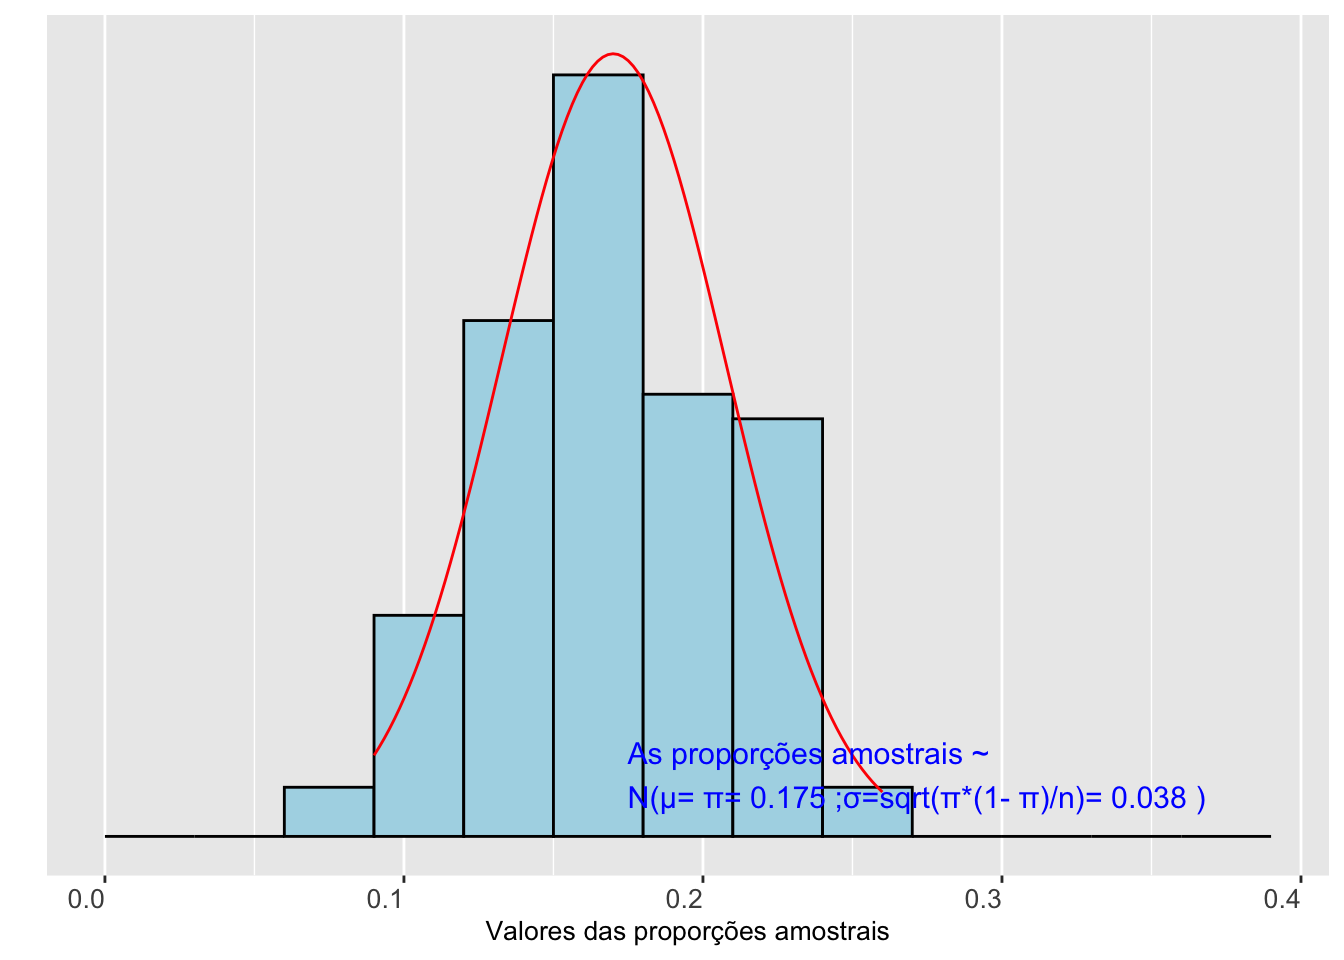 As proporções amostrais ~
N(μ= π= 0.175 ;σ=sqrt(π*(1- π)/n)= 0.038 )
0.0 0.1 0.2 0.3 0.4
Valores das proporções amostrais